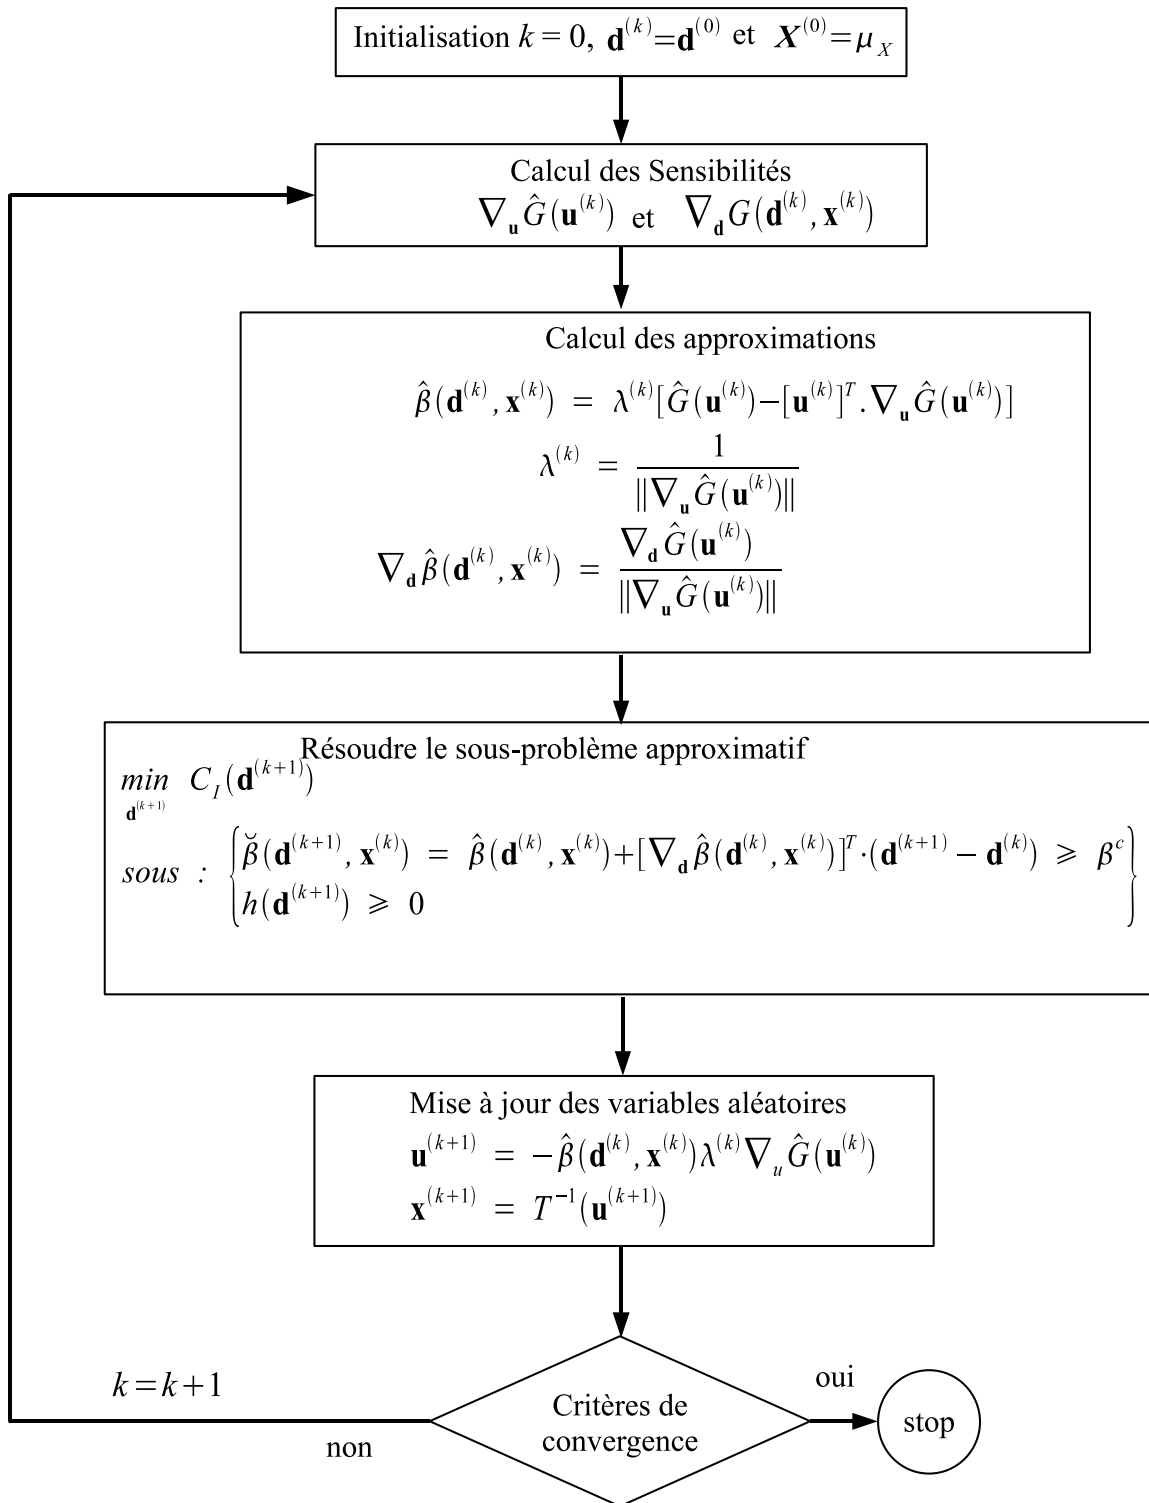 Initialisation k = 0, d^(k)=d^(0) et X^(0)=μ_X
Calcul des Sensibilités
∇_u Ĝ(u^(k)) et ∇_d G(d^(k), x^(k))
Calcul des approximations
β̂(d^(k), x^(k)) = λ^(k)[Ĝ(u^(k))−[u^(k)]^T.∇_u Ĝ(u^(k))]
λ^(k) = 1 / ‖∇_u Ĝ(u^(k))‖
∇_d β̂(d^(k), x^(k)) = ∇_d Ĝ(u^(k)) / ‖∇_u Ĝ(u^(k))‖
Résoudre le sous-problème approximatif
min_{d^(k+1)} C_I(d^(k+1))
sous : { β̆(d^(k+1), x^(k)) = β̂(d^(k), x^(k))+[∇_d β̂(d^(k), x^(k))]^T·(d^(k+1) − d^(k)) ⩾ β^c
h(d^(k+1)) ⩾ 0 }
Mise à jour des variables aléatoires
u^(k+1) = −β̂(d^(k), x^(k))λ^(k)∇_u Ĝ(u^(k))
x^(k+1) = T^−1(u^(k+1))
k=k+1
oui
Critères de
convergence
stop
non